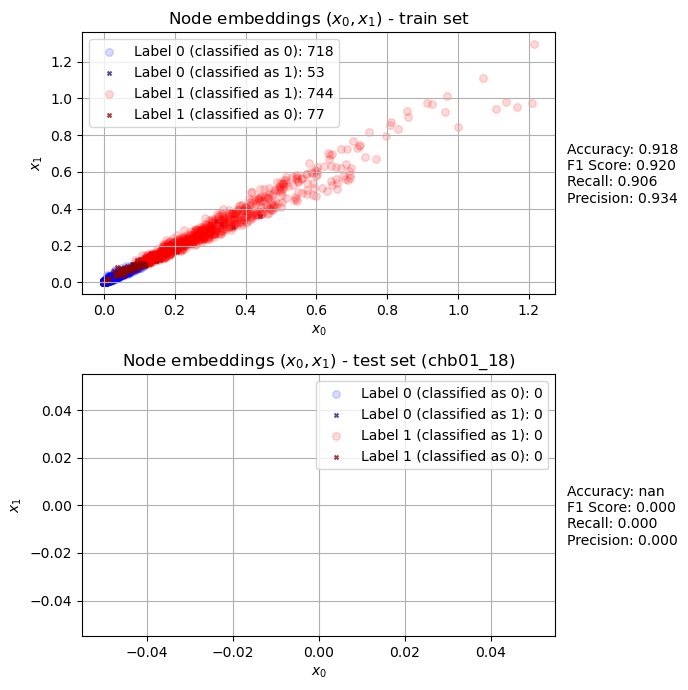 Node embeddings (x₀, x₁) - train set
Label 0 (classified as 0): 718
Label 0 (classified as 1): 53
Label 1 (classified as 1): 744
Label 1 (classified as 0): 77
1.2
1.0
0.8
0.6
0.4
0.2
0.0
x₁
0.0 0.2 0.4 0.6 0.8 1.0 1.2
x₀
Accuracy: 0.918
F1 Score: 0.920
Recall: 0.906
Precision: 0.934
Node embeddings (x₀, x₁) - test set (chb01_18)
Label 0 (classified as 0): 0
Label 0 (classified as 1): 0
Label 1 (classified as 1): 0
Label 1 (classified as 0): 0
0.04
0.02
0.00
−0.02
−0.04
x₁
−0.04 −0.02 0.00 0.02 0.04
x₀
Accuracy: nan
F1 Score: 0.000
Recall: 0.000
Precision: 0.000